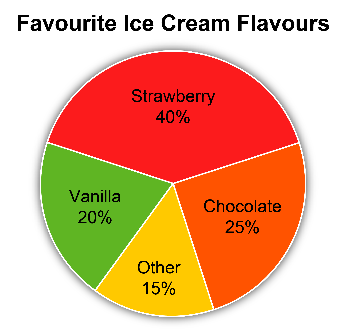 Favourite Ice Cream Flavours
Strawberry
40%
Vanilla
20%
Chocolate
25%
Other
15%